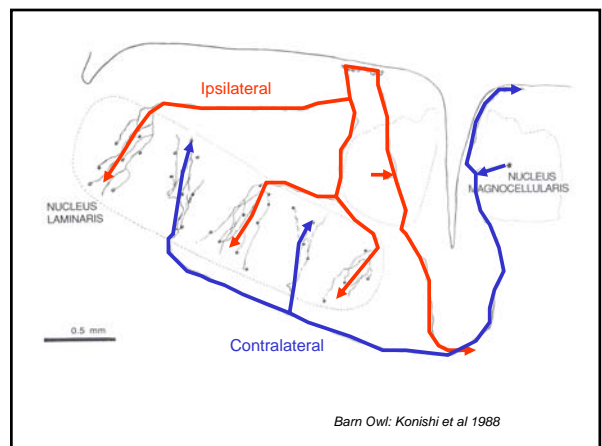 Ipsilateral
NUCLEUS
MAGNOCELLULARIS
NUCLEUS
LAMINARIS
0.5 mm
Contralateral
Barn Owl: Konishi et al 1988